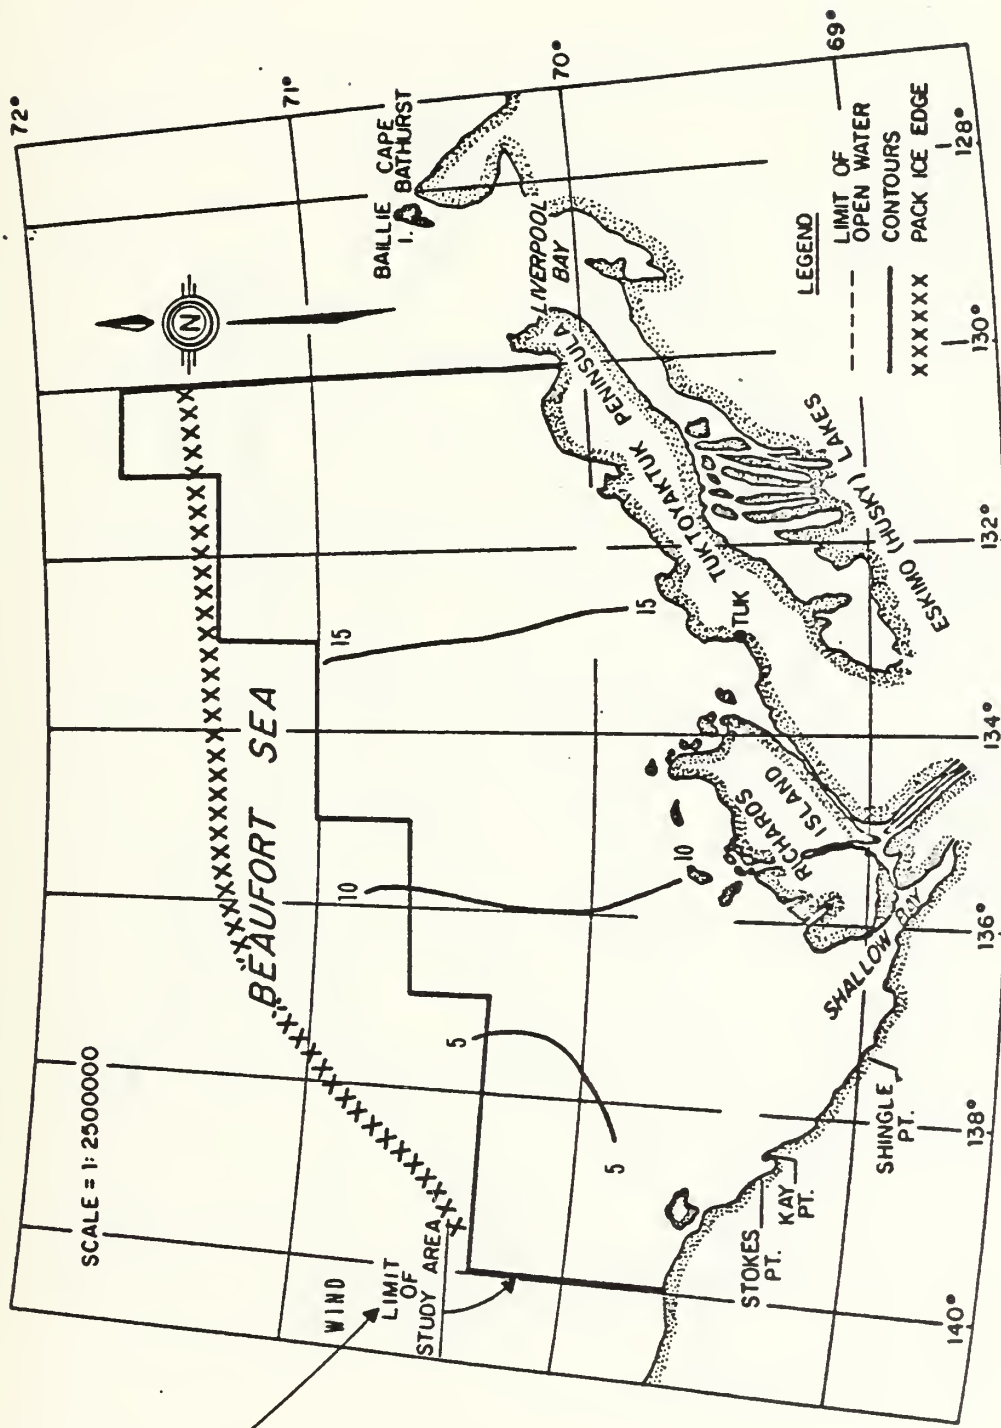 SCALE = 1: 2500000
72°
71°
70°
69°
N
BAILLIE
I.
CAPE
BATHURST
LIVERPOOL
BAY
BEAUFORT SEA
WIND
LIMIT
OF
STUDY AREA
5
5
10
10
15
15
TUKTOYAKTUK PENINSULA
TUK
ESKIMO (HUSKY) LAKES
RICHARDS
ISLAND
SHALLOW BAY
SHINGLE
PT.
KAY
PT.
STOKES
PT.
140°
138°
136°
134°
132°
130°
128°
LEGEND
LIMIT OF
OPEN WATER
CONTOURS
XXXXXX PACK ICE EDGE